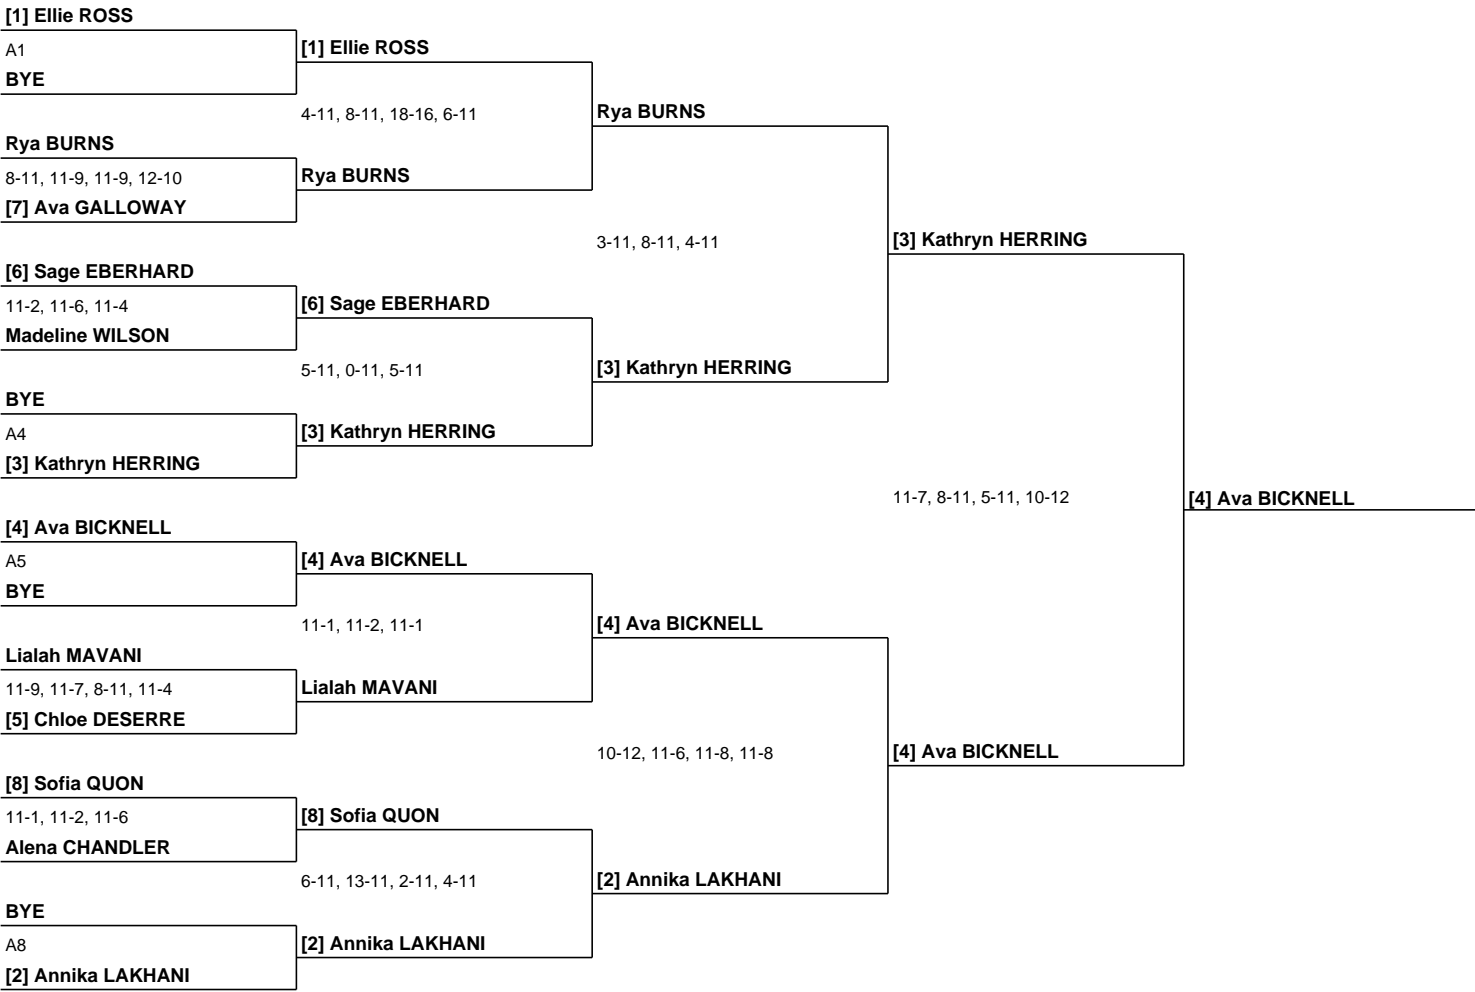 [1] Ellie ROSS
A1
BYE
[1] Ellie ROSS
4-11, 8-11, 18-16, 6-11
Rya BURNS
Rya BURNS
8-11, 11-9, 11-9, 12-10
[7] Ava GALLOWAY
Rya BURNS
3-11, 8-11, 4-11
[3] Kathryn HERRING
[6] Sage EBERHARD
11-2, 11-6, 11-4
Madeline WILSON
[6] Sage EBERHARD
5-11, 0-11, 5-11
[3] Kathryn HERRING
BYE
A4
[3] Kathryn HERRING
[3] Kathryn HERRING
11-7, 8-11, 5-11, 10-12
[4] Ava BICKNELL
[4] Ava BICKNELL
A5
BYE
[4] Ava BICKNELL
11-1, 11-2, 11-1
[4] Ava BICKNELL
Lialah MAVANI
11-9, 11-7, 8-11, 11-4
[5] Chloe DESERRE
Lialah MAVANI
10-12, 11-6, 11-8, 11-8
[4] Ava BICKNELL
[8] Sofia QUON
11-1, 11-2, 11-6
Alena CHANDLER
[8] Sofia QUON
6-11, 13-11, 2-11, 4-11
[2] Annika LAKHANI
BYE
A8
[2] Annika LAKHANI
[2] Annika LAKHANI